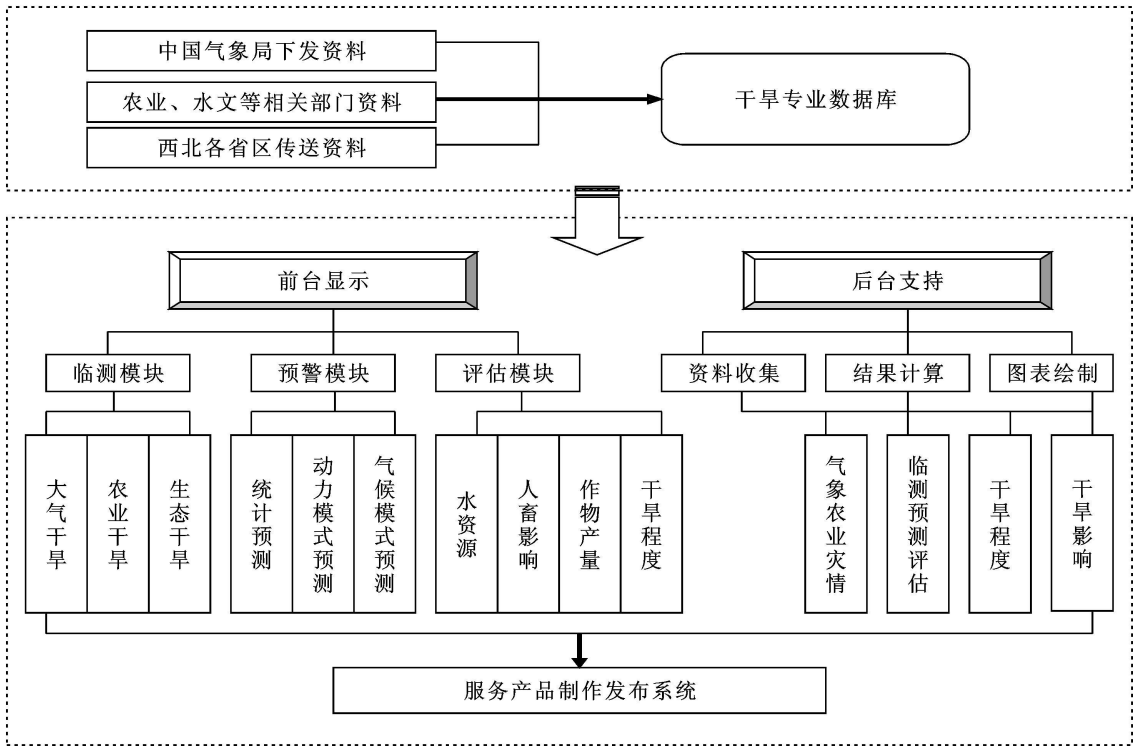 中国气象局下发资料
农业、水文等相关部门资料
西北各省区传送资料
干旱专业数据库
前台显示
后台支持
临测模块
预警模块
评估模块
资料收集
结果计算
图表绘制
大气干旱
农业干旱
生态干旱
统计预测
动力模式预测
气候模式预测
水资源
人畜影响
作物产量
干旱程度
气象农业灾情
临测预测评估
干旱程度
干旱影响
服务产品制作发布系统